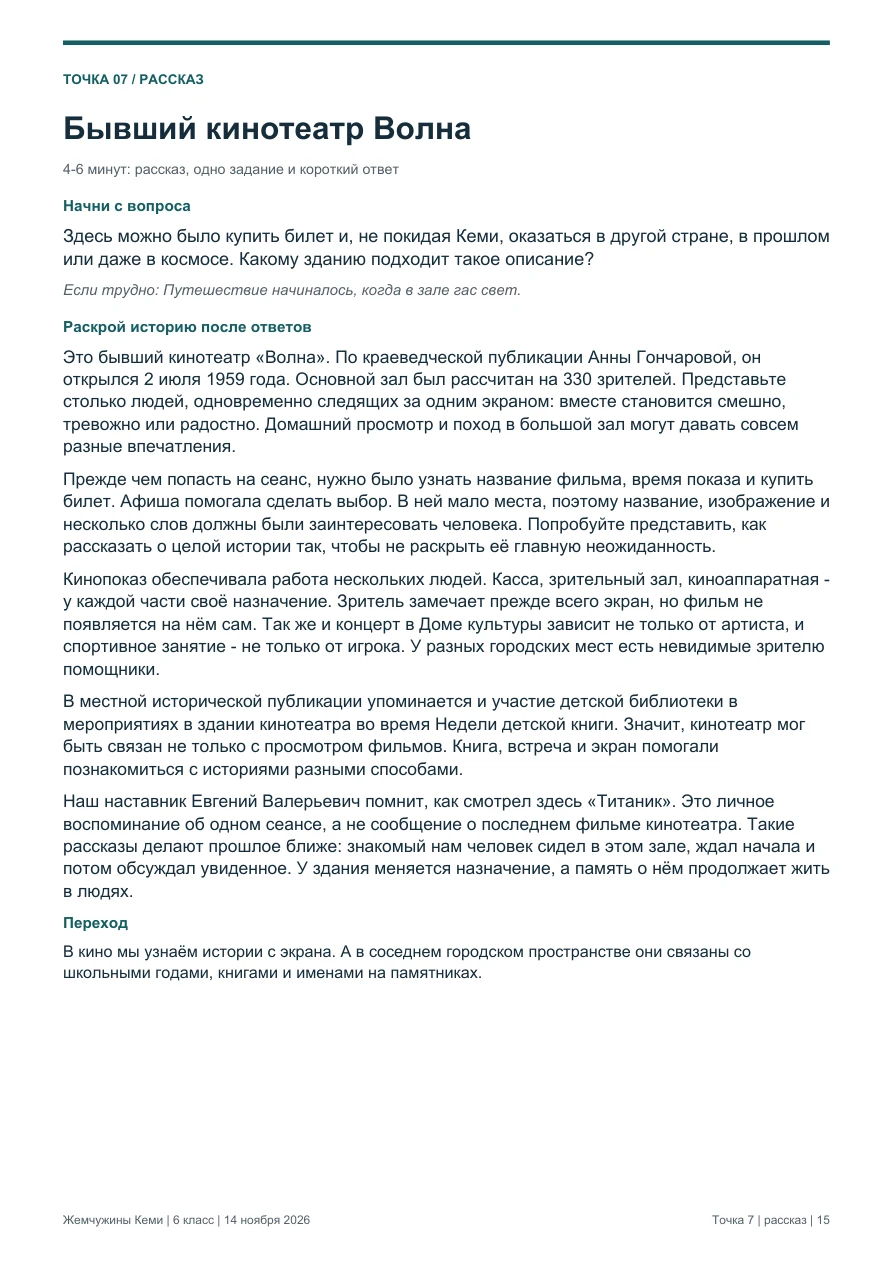 ТОЧКА 07 / РАССКАЗ
Бывший кинотеатр Волна
4-6 минут: рассказ, одно задание и короткий ответ
Начни с вопроса
Здесь можно было купить билет и, не покидая Кеми, оказаться в другой стране, в прошлом
или даже в космосе. Какому зданию подходит такое описание?
Если трудно: Путешествие начиналось, когда в зале гас свет.
Раскрой историю после ответов
Это бывший кинотеатр «Волна». По краеведческой публикации Анны Гончаровой, он
открылся 2 июля 1959 года. Основной зал был рассчитан на 330 зрителей. Представьте
столько людей, одновременно следящих за одним экраном: вместе становится смешно,
тревожно или радостно. Домашний просмотр и поход в большой зал могут давать совсем
разные впечатления.
Прежде чем попасть на сеанс, нужно было узнать название фильма, время показа и купить
билет. Афиша помогала сделать выбор. В ней мало места, поэтому название, изображение и
несколько слов должны были заинтересовать человека. Попробуйте представить, как
рассказать о целой истории так, чтобы не раскрыть её главную неожиданность.
Кинопоказ обеспечивала работа нескольких людей. Касса, зрительный зал, киноаппаратная -
у каждой части своё назначение. Зритель замечает прежде всего экран, но фильм не
появляется на нём сам. Так же и концерт в Доме культуры зависит не только от артиста, и
спортивное занятие - не только от игрока. У разных городских мест есть невидимые зрителю
помощники.
В местной исторической публикации упоминается и участие детской библиотеки в
мероприятиях в здании кинотеатра во время Недели детской книги. Значит, кинотеатр мог
быть связан не только с просмотром фильмов. Книга, встреча и экран помогали
познакомиться с историями разными способами.
Наш наставник Евгений Валерьевич помнит, как смотрел здесь «Титаник». Это личное
воспоминание об одном сеансе, а не сообщение о последнем фильме кинотеатра. Такие
рассказы делают прошлое ближе: знакомый нам человек сидел в этом зале, ждал начала и
потом обсуждал увиденное. У здания меняется назначение, а память о нём продолжает жить
в людях.
Переход
В кино мы узнаём истории с экрана. А в соседнем городском пространстве они связаны со
школьными годами, книгами и именами на памятниках.
Жемчужины Кеми | 6 класс | 14 ноября 2026
Точка 7 | рассказ | 15